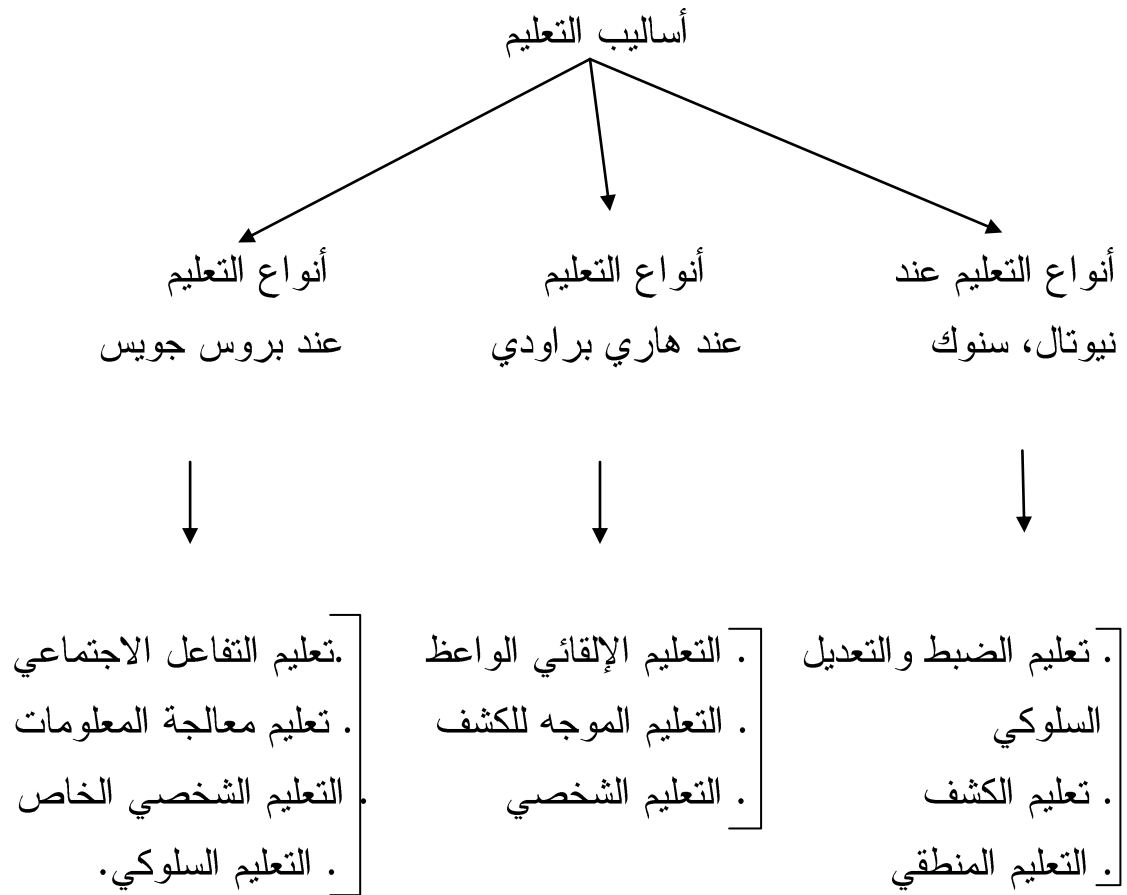 أساليب التعليم
أنواع التعليم عند
نيوتال، سنوك
أنواع التعليم
عند هاري براودي
أنواع التعليم
عند بروس جويس
. تعليم الضبط والتعديل
السلوكي
. تعليم الكشف
. التعليم المنطقي
. التعليم الإلقائي الواعظ
. التعليم الموجه للكشف
. التعليم الشخصي
.تعليم التفاعل الاجتماعي
. تعليم معالجة المعلومات
. التعليم الشخصي الخاص
. التعليم السلوكي.